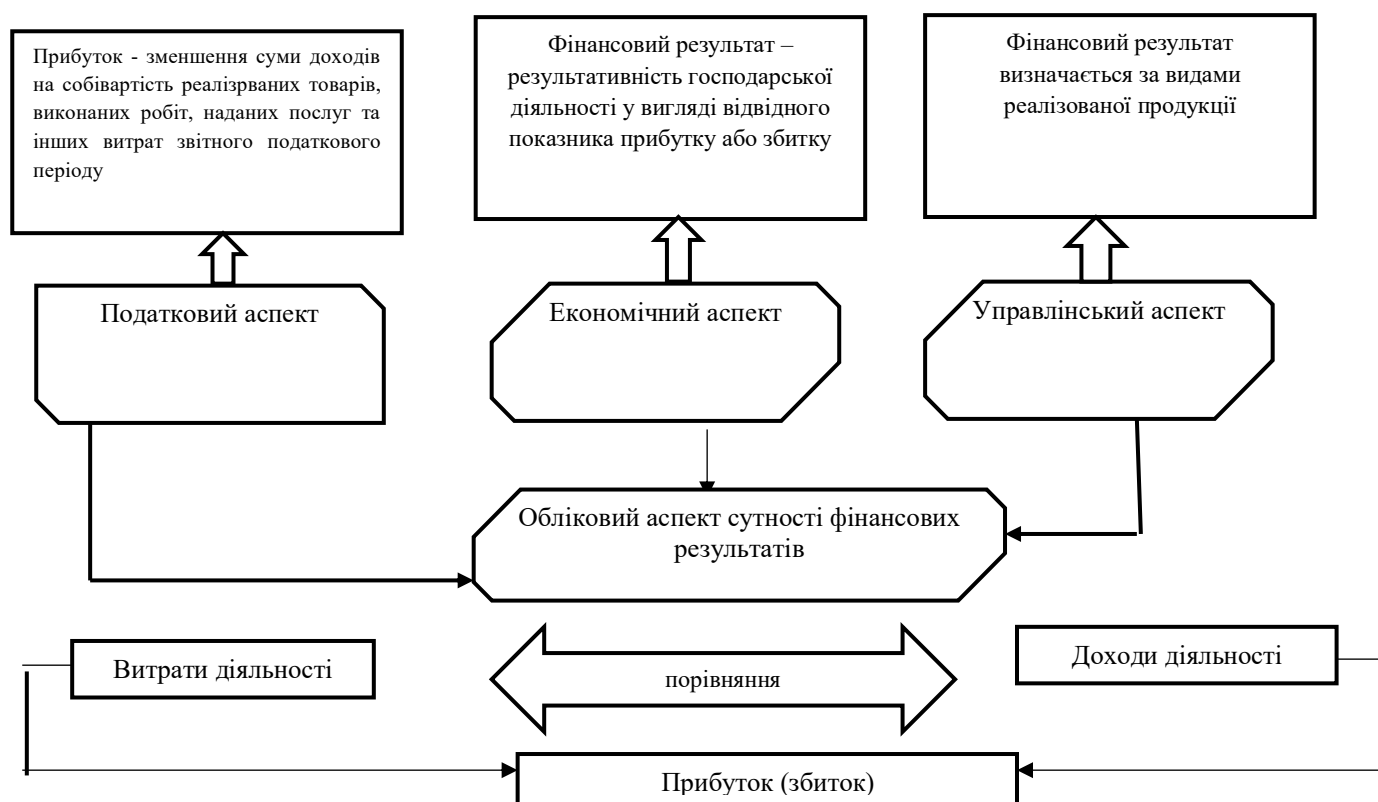 Прибуток - зменшення суми доходів
на собівартість реалізрваних товарів,
виконаних робіт, наданих послуг та
інших витрат звітного податкового
періоду
Фінансовий результат –
результативність господарської
діяльності у вигляді відвідного
показника прибутку або збитку
Фінансовий результат
визначається за видами
реалізованої продукції
Податковий аспект
Економічний аспект
Управлінський аспект
Обліковий аспект сутності фінансових
результатів
Витрати діяльності
порівняння
Доходи діяльності
Прибуток (збиток)